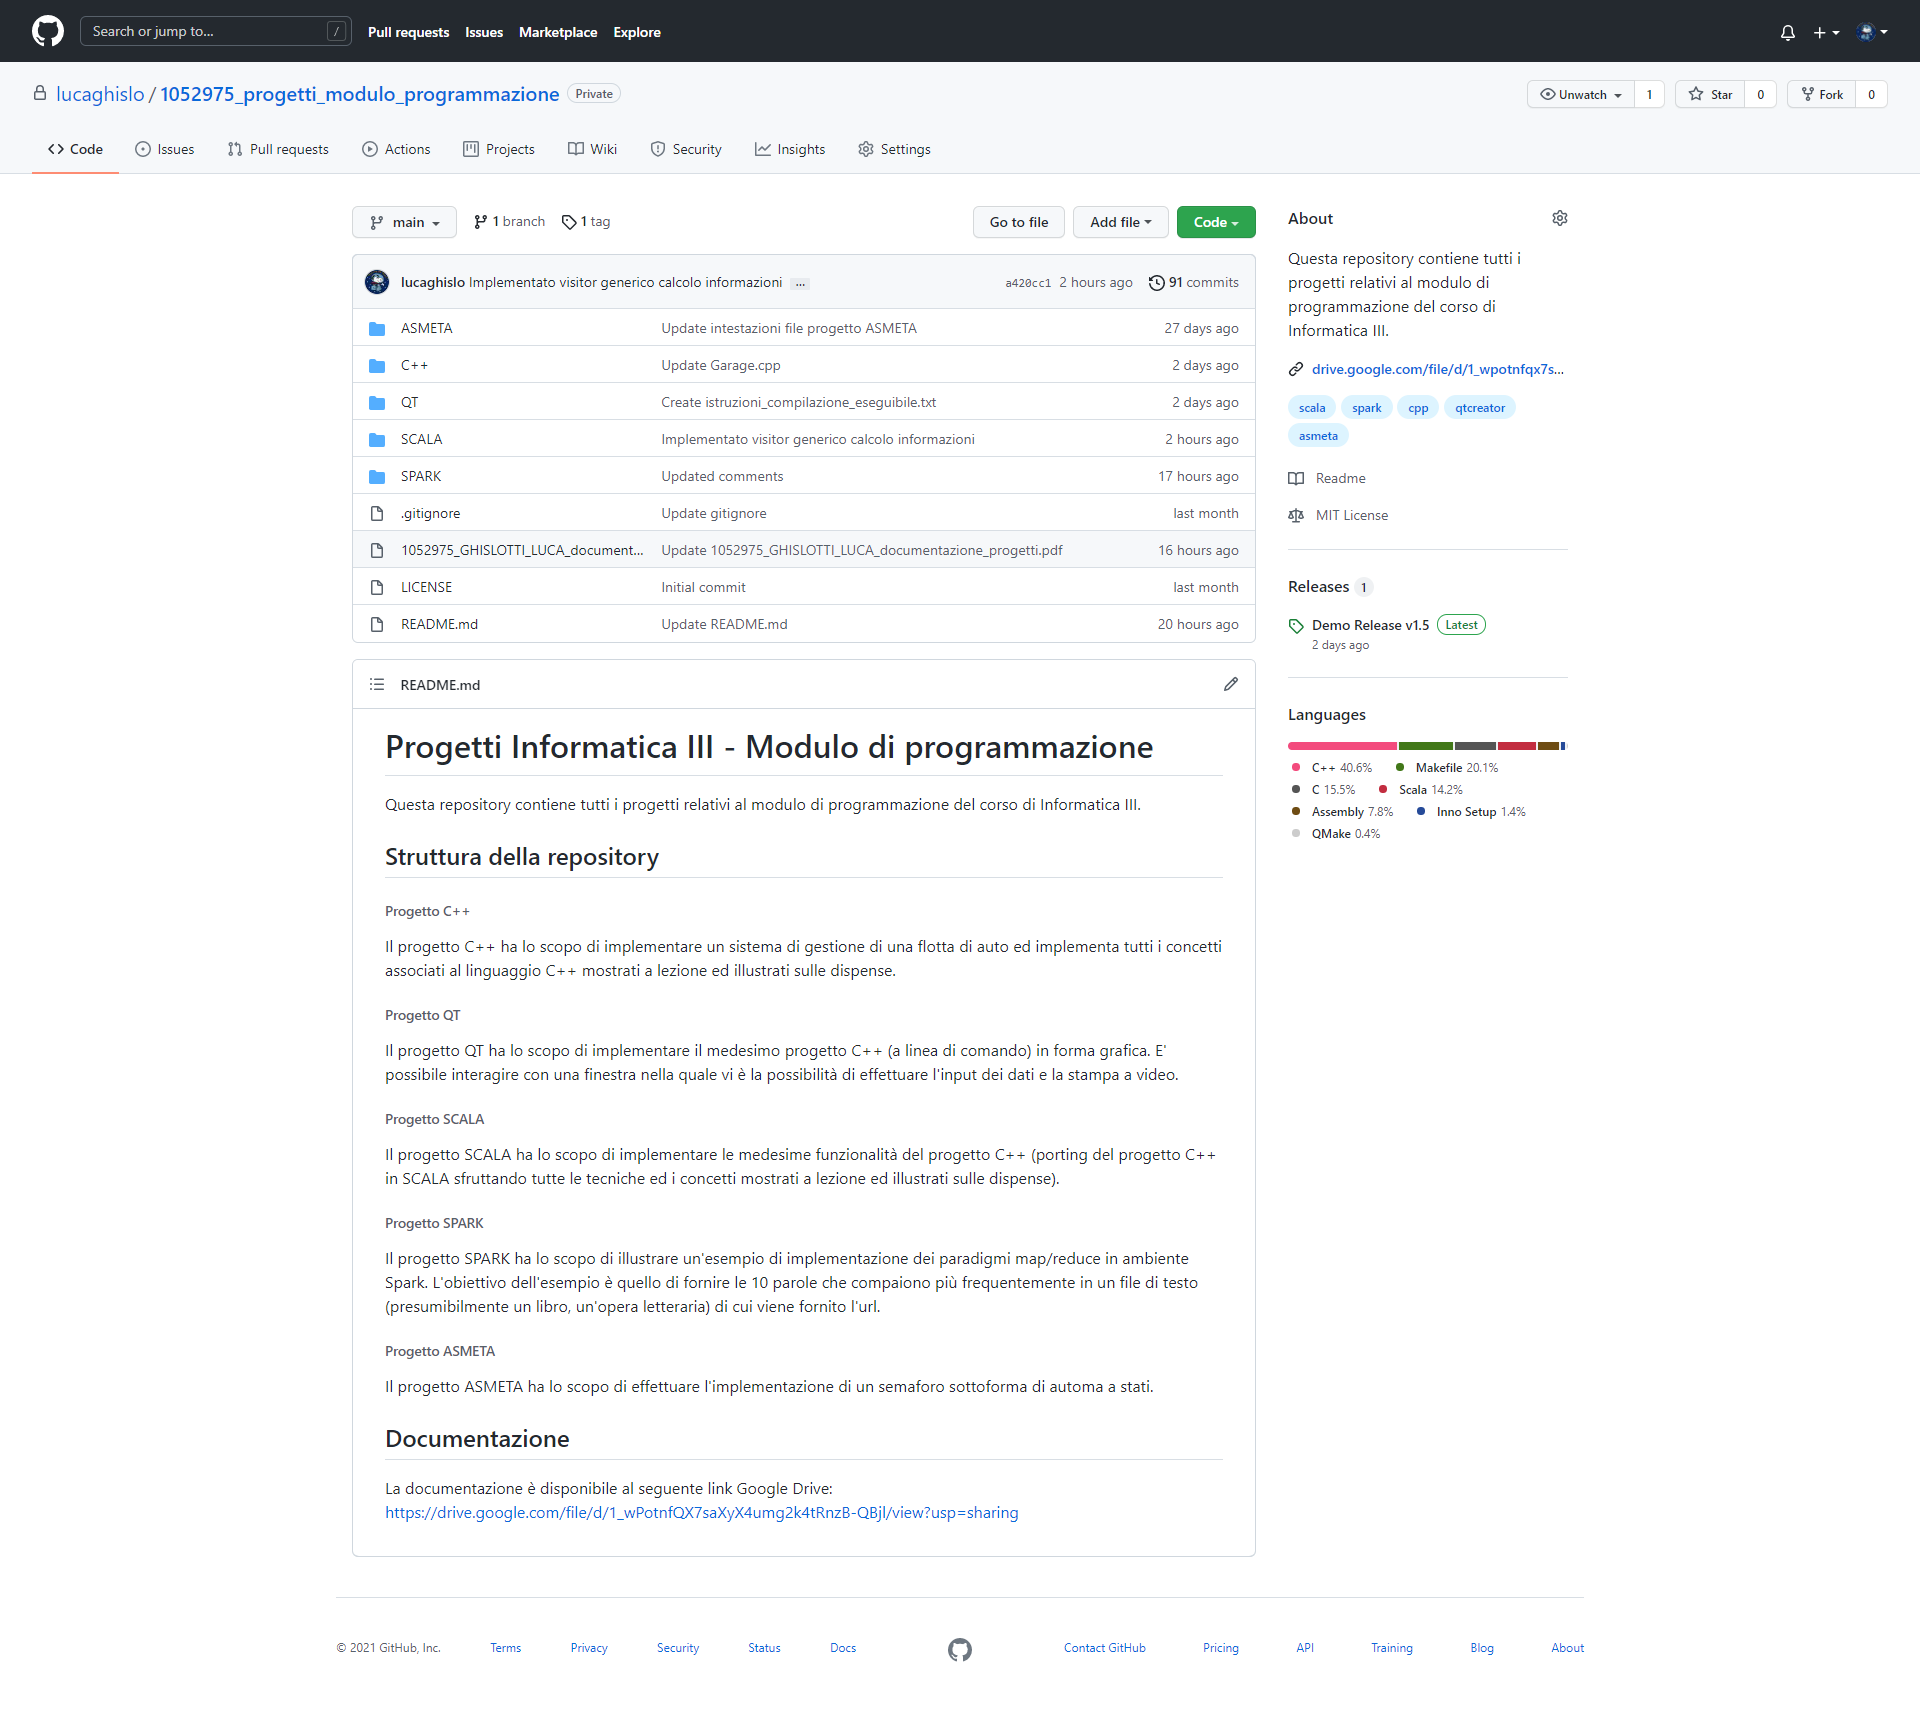 Search or jump to... /
Pull requests Issues Marketplace Explore
lucaghislo / 1052975_progetti_modulo_programmazione Private
Unwatch 1 Star 0 Fork 0
Code Issues Pull requests Actions Projects Wiki Security Insights Settings
main 1 branch 1 tag Go to file Add file Code
lucaghislo Implementato visitor generico calcolo informazioni ... a420cc1 2 hours ago 91 commits
ASMETA Update intestazioni file progetto ASMETA 27 days ago
C++ Update Garage.cpp 2 days ago
QT Create istruzioni_compilazione_eseguibile.txt 2 days ago
SCALA Implementato visitor generico calcolo informazioni 2 hours ago
SPARK Updated comments 17 hours ago
.gitignore Update gitignore last month
1052975_GHISLOTTI_LUCA_document... Update 1052975_GHISLOTTI_LUCA_documentazione_progetti.pdf 16 hours ago
LICENSE Initial commit last month
README.md Update README.md 20 hours ago
README.md
Progetti Informatica III - Modulo di programmazione
Questa repository contiene tutti i progetti relativi al modulo di programmazione del corso di Informatica III.
Struttura della repository
Progetto C++
Il progetto C++ ha lo scopo di implementare un sistema di gestione di una flotta di auto ed implementa tutti i concetti
associati al linguaggio C++ mostrati a lezione ed illustrati sulle dispense.
Progetto QT
Il progetto QT ha lo scopo di implementare il medesimo progetto C++ (a linea di comando) in forma grafica. E'
possibile interagire con una finestra nella quale vi è la possibilità di effettuare l'input dei dati e la stampa a video.
Progetto SCALA
Il progetto SCALA ha lo scopo di implementare le medesime funzionalità del progetto C++ (porting del progetto C++
in SCALA sfruttando tutte le tecniche ed i concetti mostrati a lezione ed illustrati sulle dispense).
Progetto SPARK
Il progetto SPARK ha lo scopo di illustrare un'esempio di implementazione dei paradigmi map/reduce in ambiente
Spark. L'obiettivo dell'esempio è quello di fornire le 10 parole che compaiono più frequentemente in un file di testo
(presumibilmente un libro, un'opera letteraria) di cui viene fornito l'url.
Progetto ASMETA
Il progetto ASMETA ha lo scopo di effettuare l'implementazione di un semaforo sottoforma di automa a stati.
Documentazione
La documentazione è disponibile al seguente link Google Drive:
https://drive.google.com/file/d/1_wPotnfQX7saXyX4umg2k4tRnzB-QBjl/view?usp=sharing
About
Questa repository contiene tutti i
progetti relativi al modulo di
programmazione del corso di
Informatica III.
drive.google.com/file/d/1_wpotnfqx7s...
scala spark cpp qtcreator
asmeta
Readme
MIT License
Releases 1
Demo Release v1.5 Latest
2 days ago
Languages
C++ 40.6% Makefile 20.1%
C 15.5% Scala 14.2%
Assembly 7.8% Inno Setup 1.4%
QMake 0.4%
© 2021 GitHub, Inc. Terms Privacy Security Status Docs Contact GitHub Pricing API Training Blog About